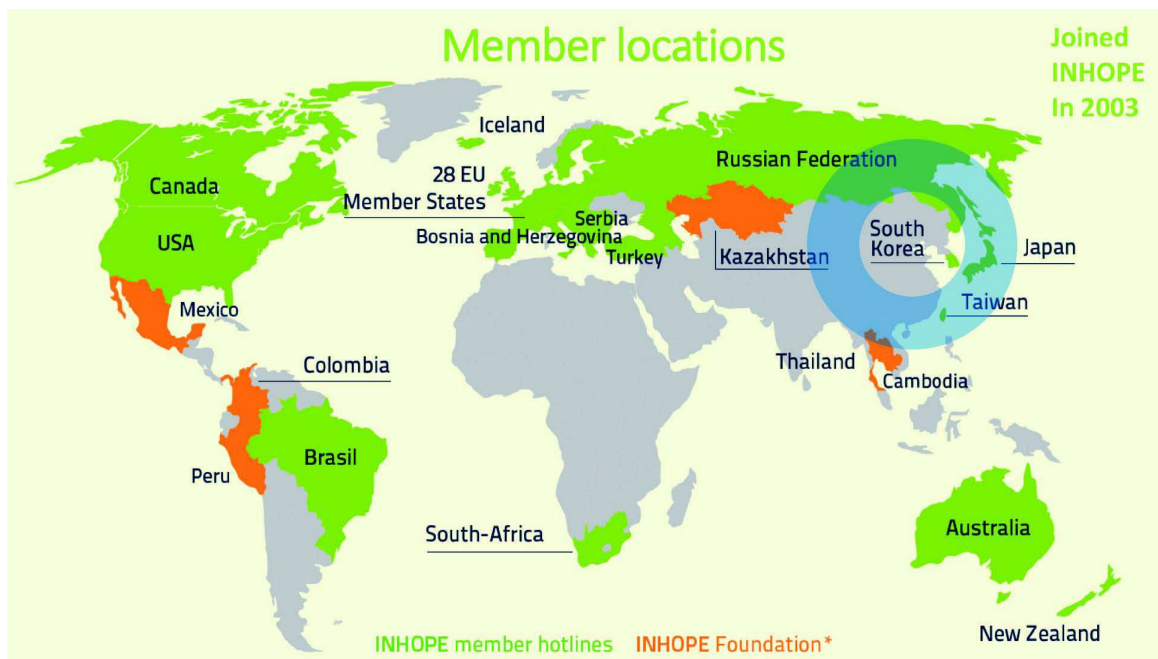 Member locations
Joined
INHOPE
In 2003
Iceland
Russian Federation
28 EU
Member States
Canada
USA
Serbia
Bosnia and Herzegovina
Turkey
Kazakhstan
South
Korea
Japan
Mexico
Taiwan
Colombia
Thailand
Cambodia
Brasil
Peru
South-Africa
Australia
New Zealand
INHOPE member hotlines
INHOPE Foundation*